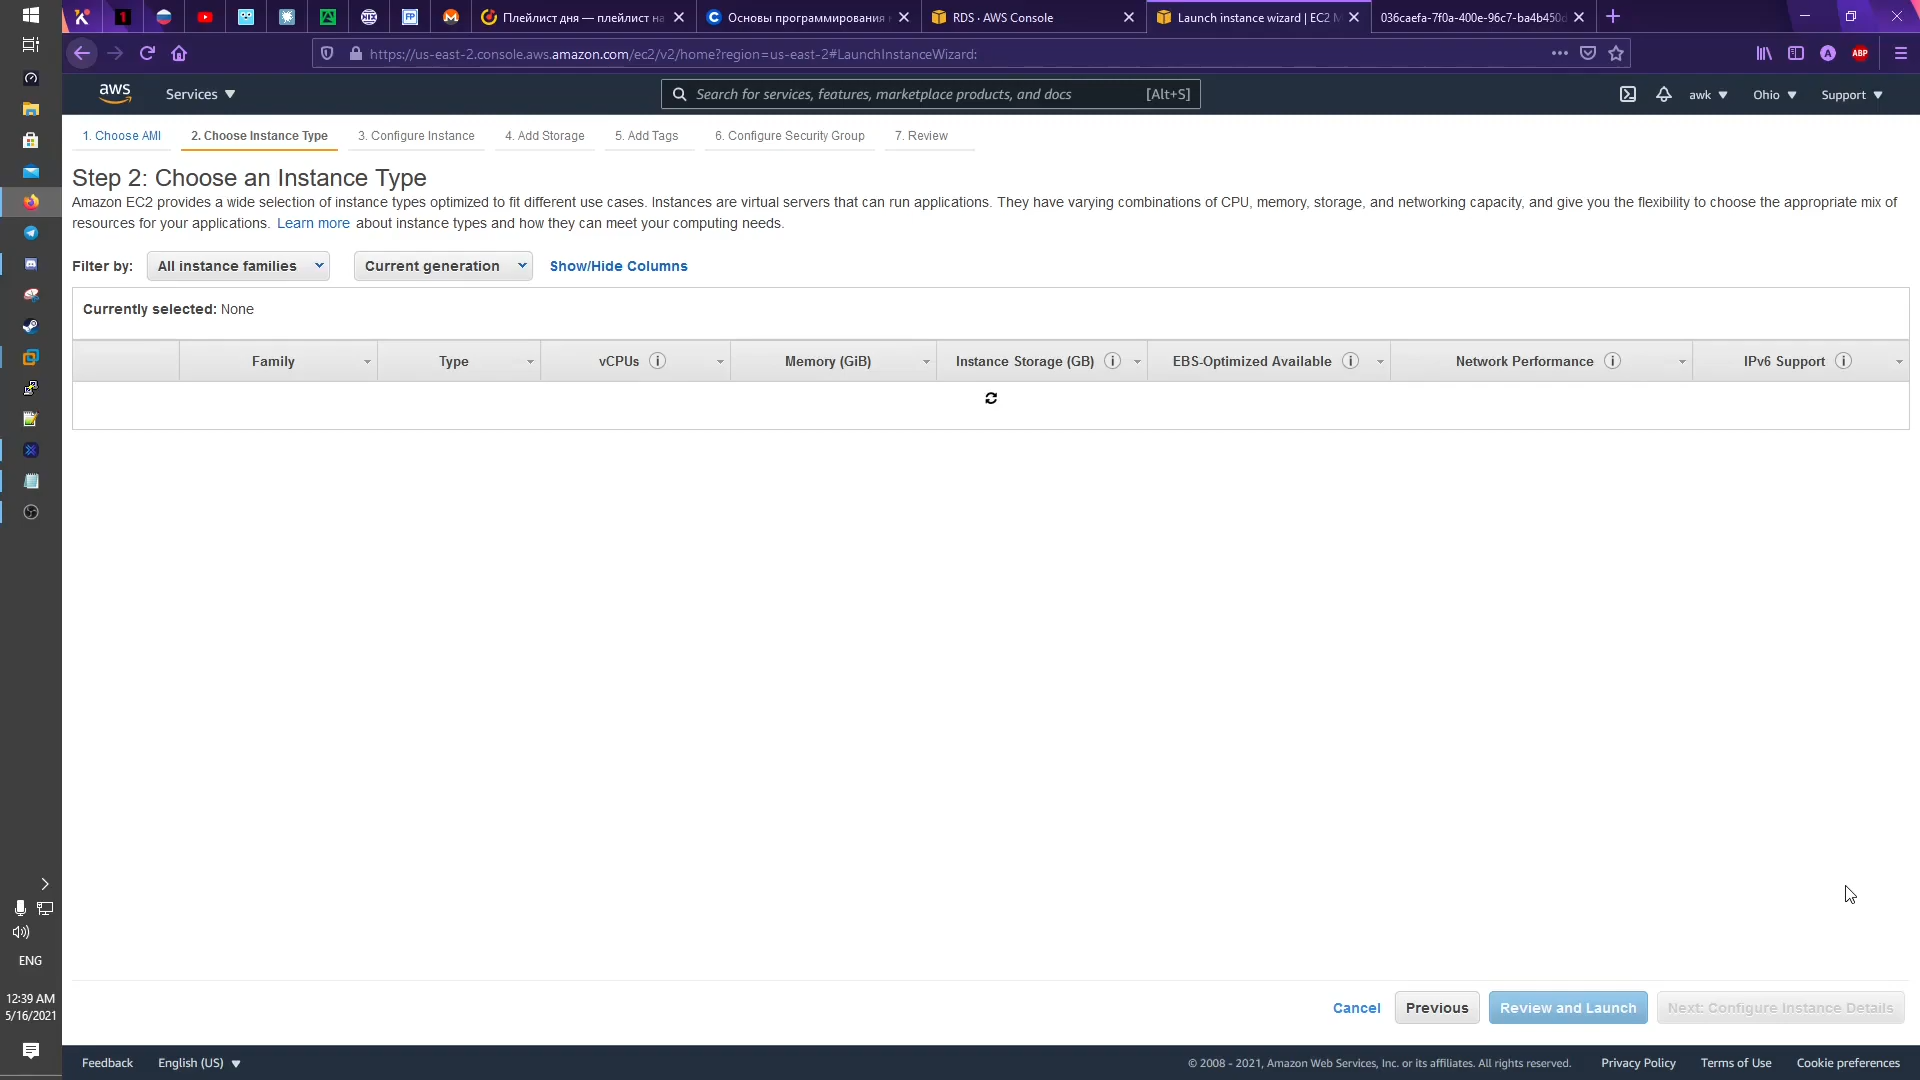 Плейлист дня — плейлист на
Основы программирования
RDS · AWS Console
Launch instance wizard | EC2 M
036caefa-7f0a-400e-96c7-ba4b450d
https://us-east-2.console.aws.amazon.com/ec2/v2/home?region=us-east-2#LaunchInstanceWizard:
ABP
aws
Services
Search for services, features, marketplace products, and docs
[Alt+S]
awk
Ohio
Support
1. Choose AMI
2. Choose Instance Type
3. Configure Instance
4. Add Storage
5. Add Tags
6. Configure Security Group
7. Review
Step 2: Choose an Instance Type
Amazon EC2 provides a wide selection of instance types optimized to fit different use cases. Instances are virtual servers that can run applications. They have varying combinations of CPU, memory, storage, and networking capacity, and give you the flexibility to choose the appropriate mix of
resources for your applications. Learn more about instance types and how they can meet your computing needs.
Filter by:
All instance families
Current generation
Show/Hide Columns
Currently selected: None
Family
Type
vCPUs
Memory (GiB)
Instance Storage (GB)
EBS-Optimized Available
Network Performance
IPv6 Support
ENG
12:39 AM
5/16/2021
Cancel
Previous
Review and Launch
Next: Configure Instance Details
Feedback
English (US)
© 2008 - 2021, Amazon Web Services, Inc. or its affiliates. All rights reserved.
Privacy Policy
Terms of Use
Cookie preferences